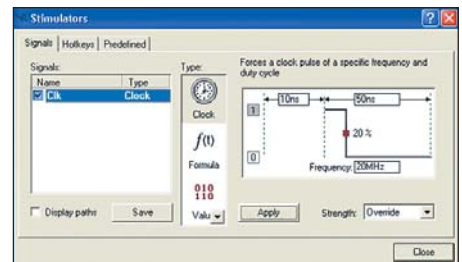 Stimulators
Signals Hotkeys Predefined
Signals:
Name Type
Clk Clock
Display paths
Save
Type:
Clock
f(t)
Formula
010
110
Valu
Forces a clock pulse of a specific frequency and
duty cycle
10ns 50ns
1
20 %
0
Frequency: 20MHz
Apply
Strength: Override
Close